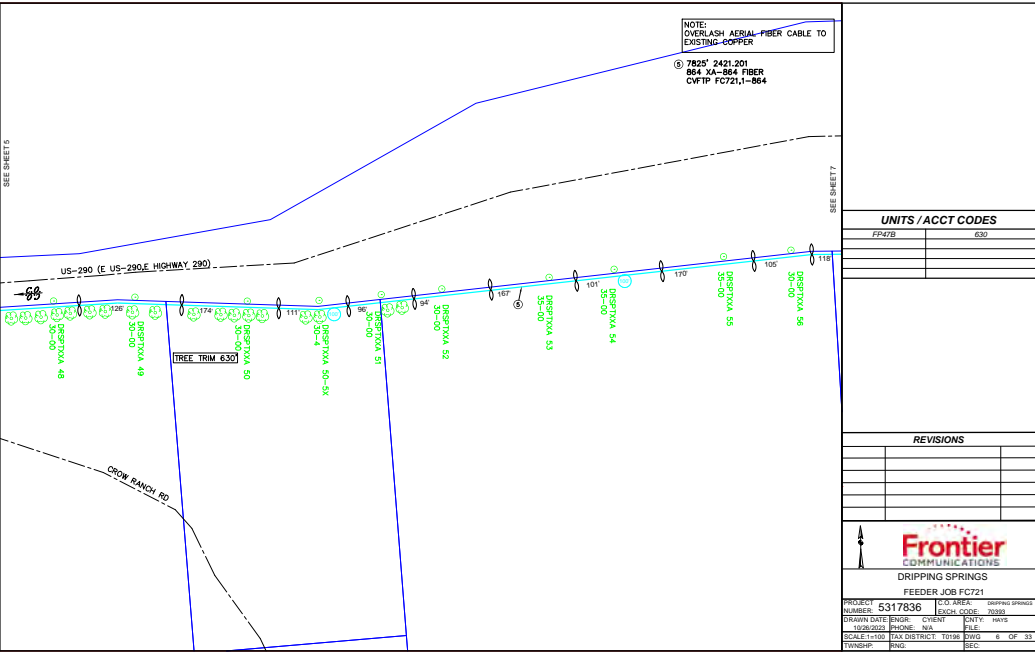 NOTE:
OVERLASH AERIAL FIBER CABLE TO
EXISTING COPPER
5 7825' 2421.201
864 XA-864 FIBER
CVFTP FC721,1-864
SEE SHEET 5
SEE SHEET 7
US-290 (E US-290,E HIGHWAY 290)
126'
174'
111'
96'
94'
167'
101'
170'
105'
118'
5
DRSPTXXA 48
30-00
DRSPTXXA 49
30-00
DRSPTXXA 50
30-00
DRSPTXXA 50-5X
30-4
DRSPTXXA 51
30-00
DRSPTXXA 52
30-00
DRSPTXXA 53
35-00
DRSPTXXA 54
35-00
DRSPTXXA 55
35-00
DRSPTXXA 56
30-00
TREE TRIM 630'
CROW RANCH RD
UNITS / ACCT CODES
FP47B 630
REVISIONS
Frontier
COMMUNICATIONS
DRIPPING SPRINGS
FEEDER JOB FC721
PROJECT NUMBER: 5317836 C.O. AREA: DRIPPING SPRINGS
EXCH. CODE: 70393
DRAWN DATE: 10/26/2023 ENGR: CYIENT CNTY: HAYS
PHONE: N/A FILE:
SCALE:1=100 TAX DISTRICT: T0196 DWG 6 OF 33
TWNSHP: RNG: SEC: